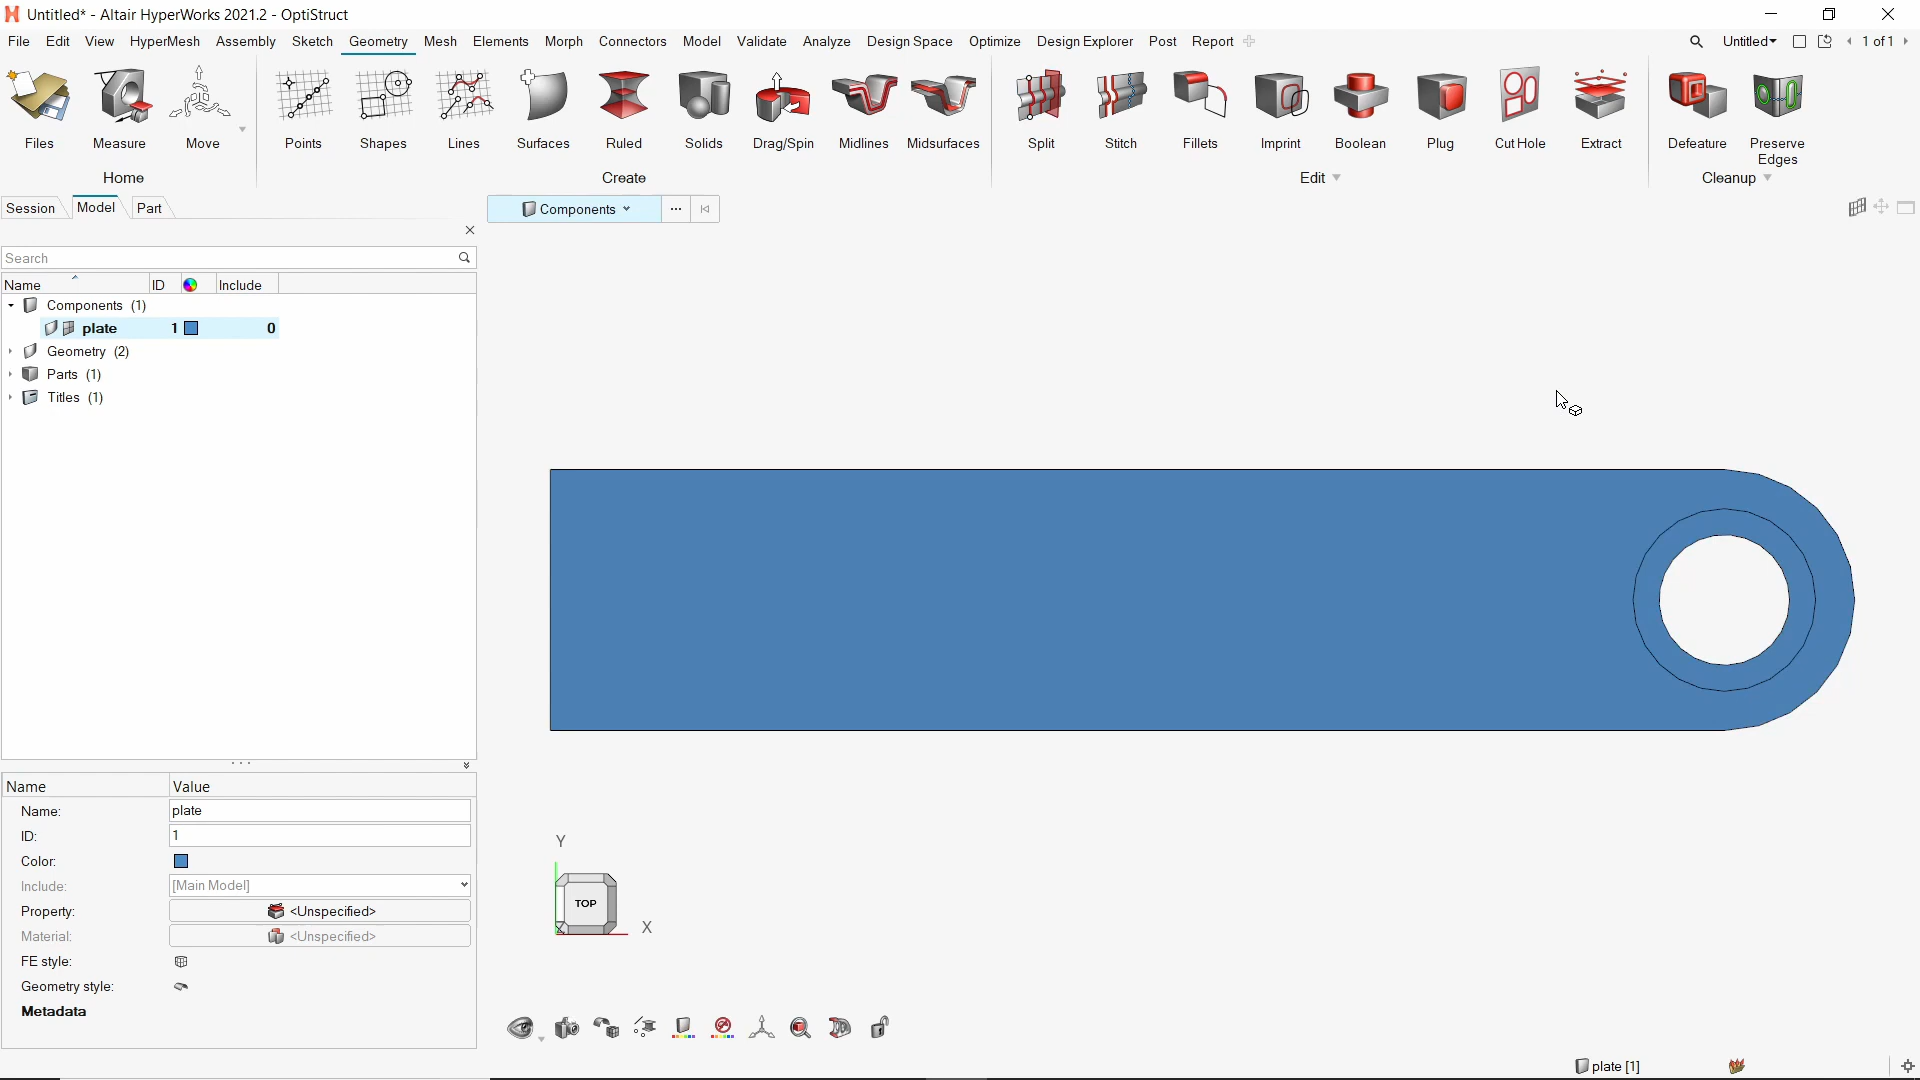 Untitled* - Altair HyperWorks 2021.2 - OptiStruct
File Edit View HyperMesh Assembly Sketch Geometry Mesh Elements Morph Connectors Model Validate Analyze Design Space Optimize Design Explorer Post Report Untitled 1 of 1
Files Measure Move Points Shapes Lines Surfaces Ruled Solids Drag/Spin Midlines Midsurfaces Split Stitch Fillets Imprint Boolean Plug Cut Hole Extract Defeature Preserve Edges
Home Create Edit Cleanup
Session Model Part
Components ...
Search
Name ID Include
Components (1)
plate 1 0
Geometry (2)
Parts (1)
Titles (1)
Name Value
Name: plate
ID: 1
Color:
Include: [Main Model]
Property: <Unspecified>
Material: <Unspecified>
FE style:
Geometry style:
Metadata
Y
TOP
X
plate [1]